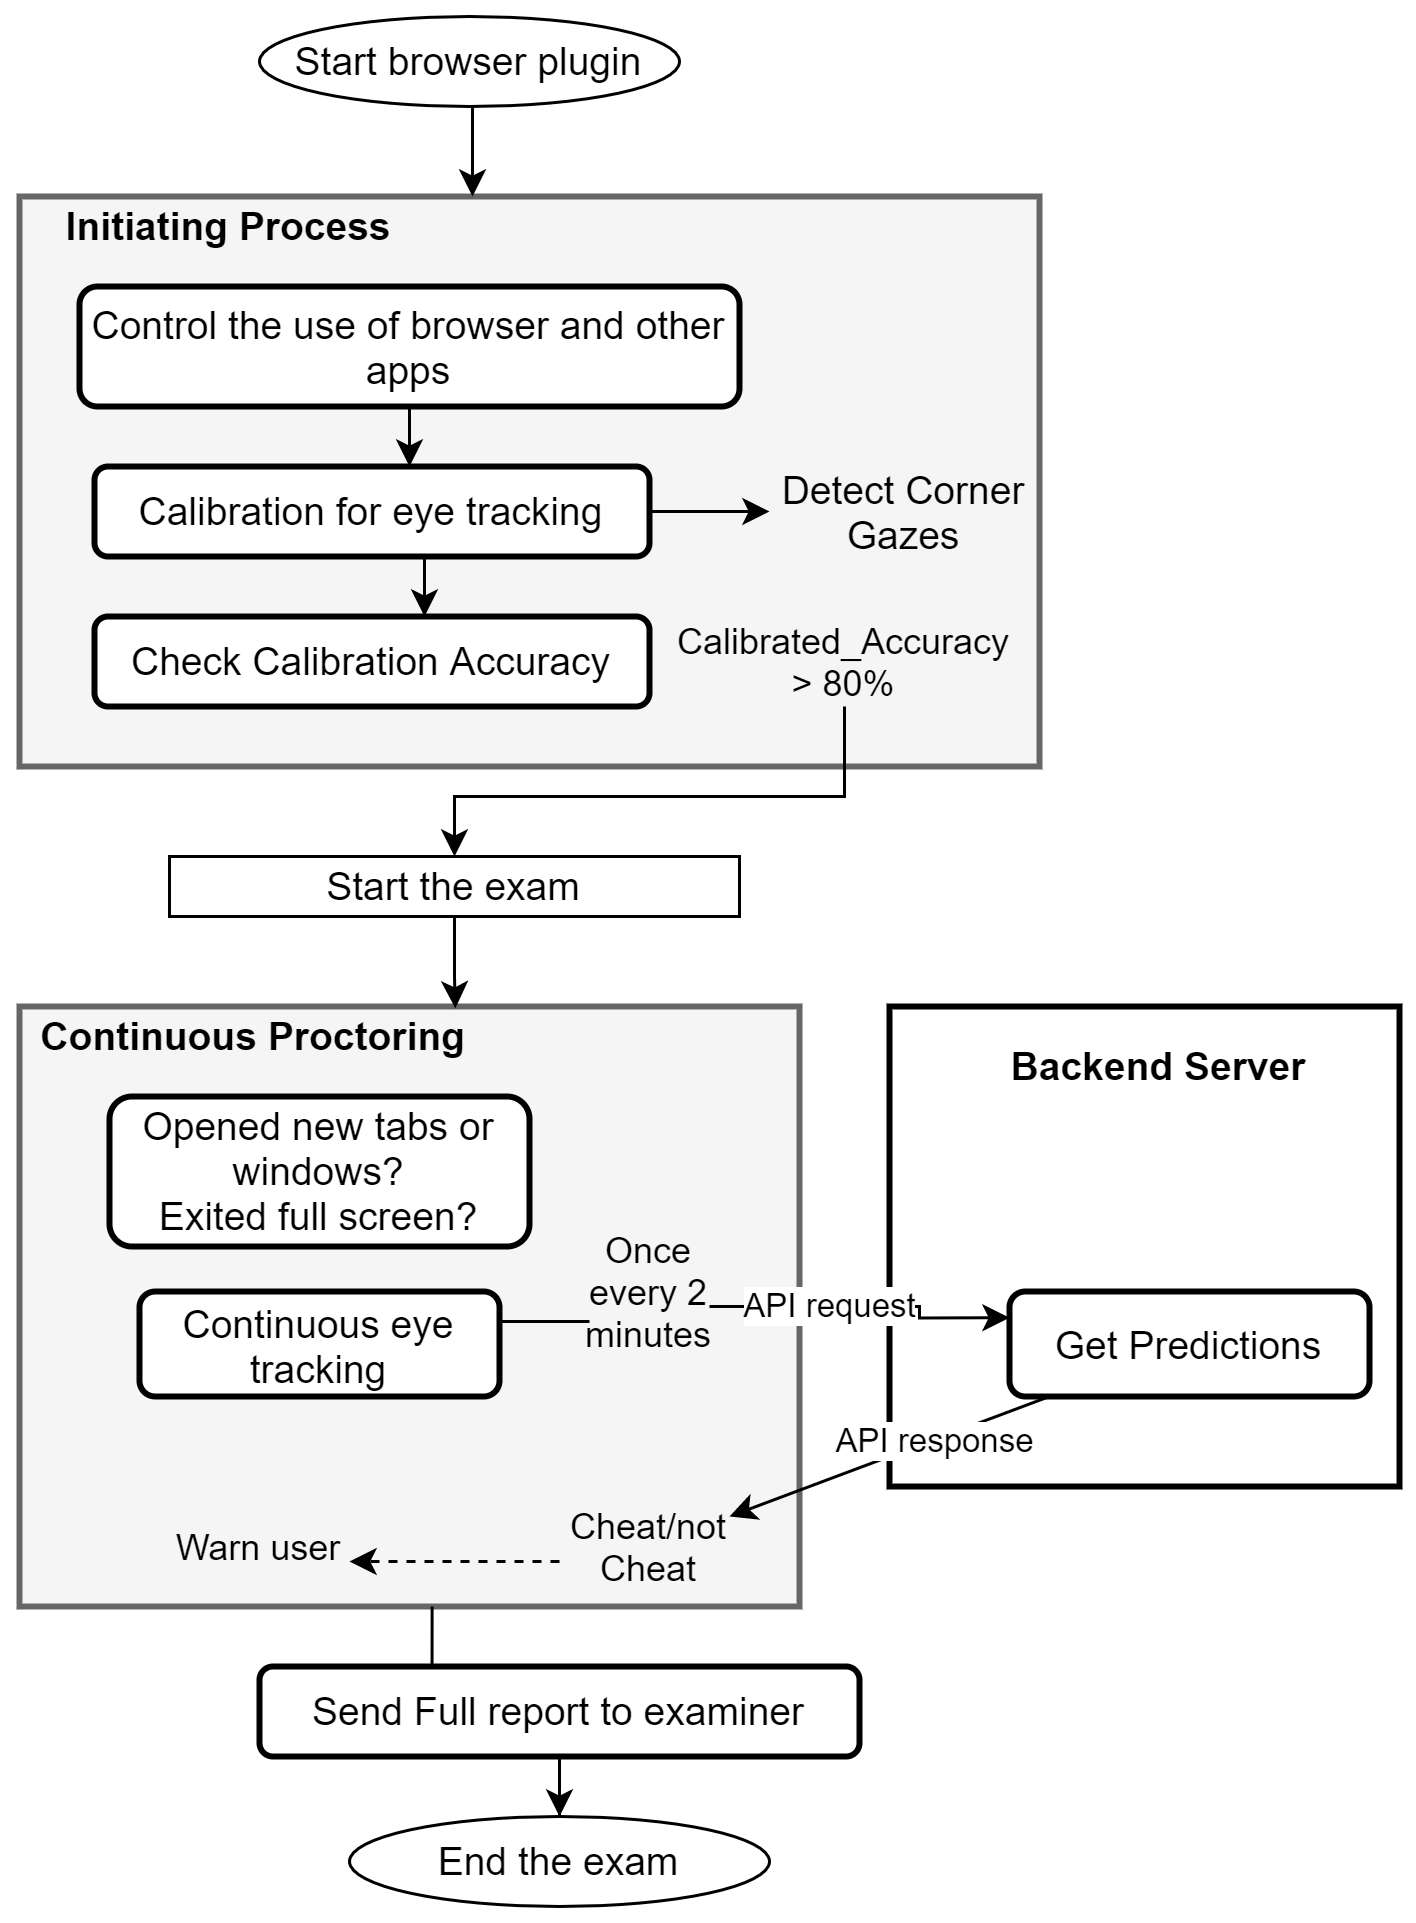 Start browser plugin
Initiating Process
Control the use of browser and other
apps
Calibration for eye tracking
Detect Corner
Gazes
Check Calibration Accuracy
Calibrated_Accuracy
> 80%
Start the exam
Continuous Proctoring
Opened new tabs or
windows?
Exited full screen?
Once
every 2
minutes
Continuous eye
tracking
API request
Backend Server
Get Predictions
API response
Cheat/not
Cheat
Warn user
Send Full report to examiner
End the exam